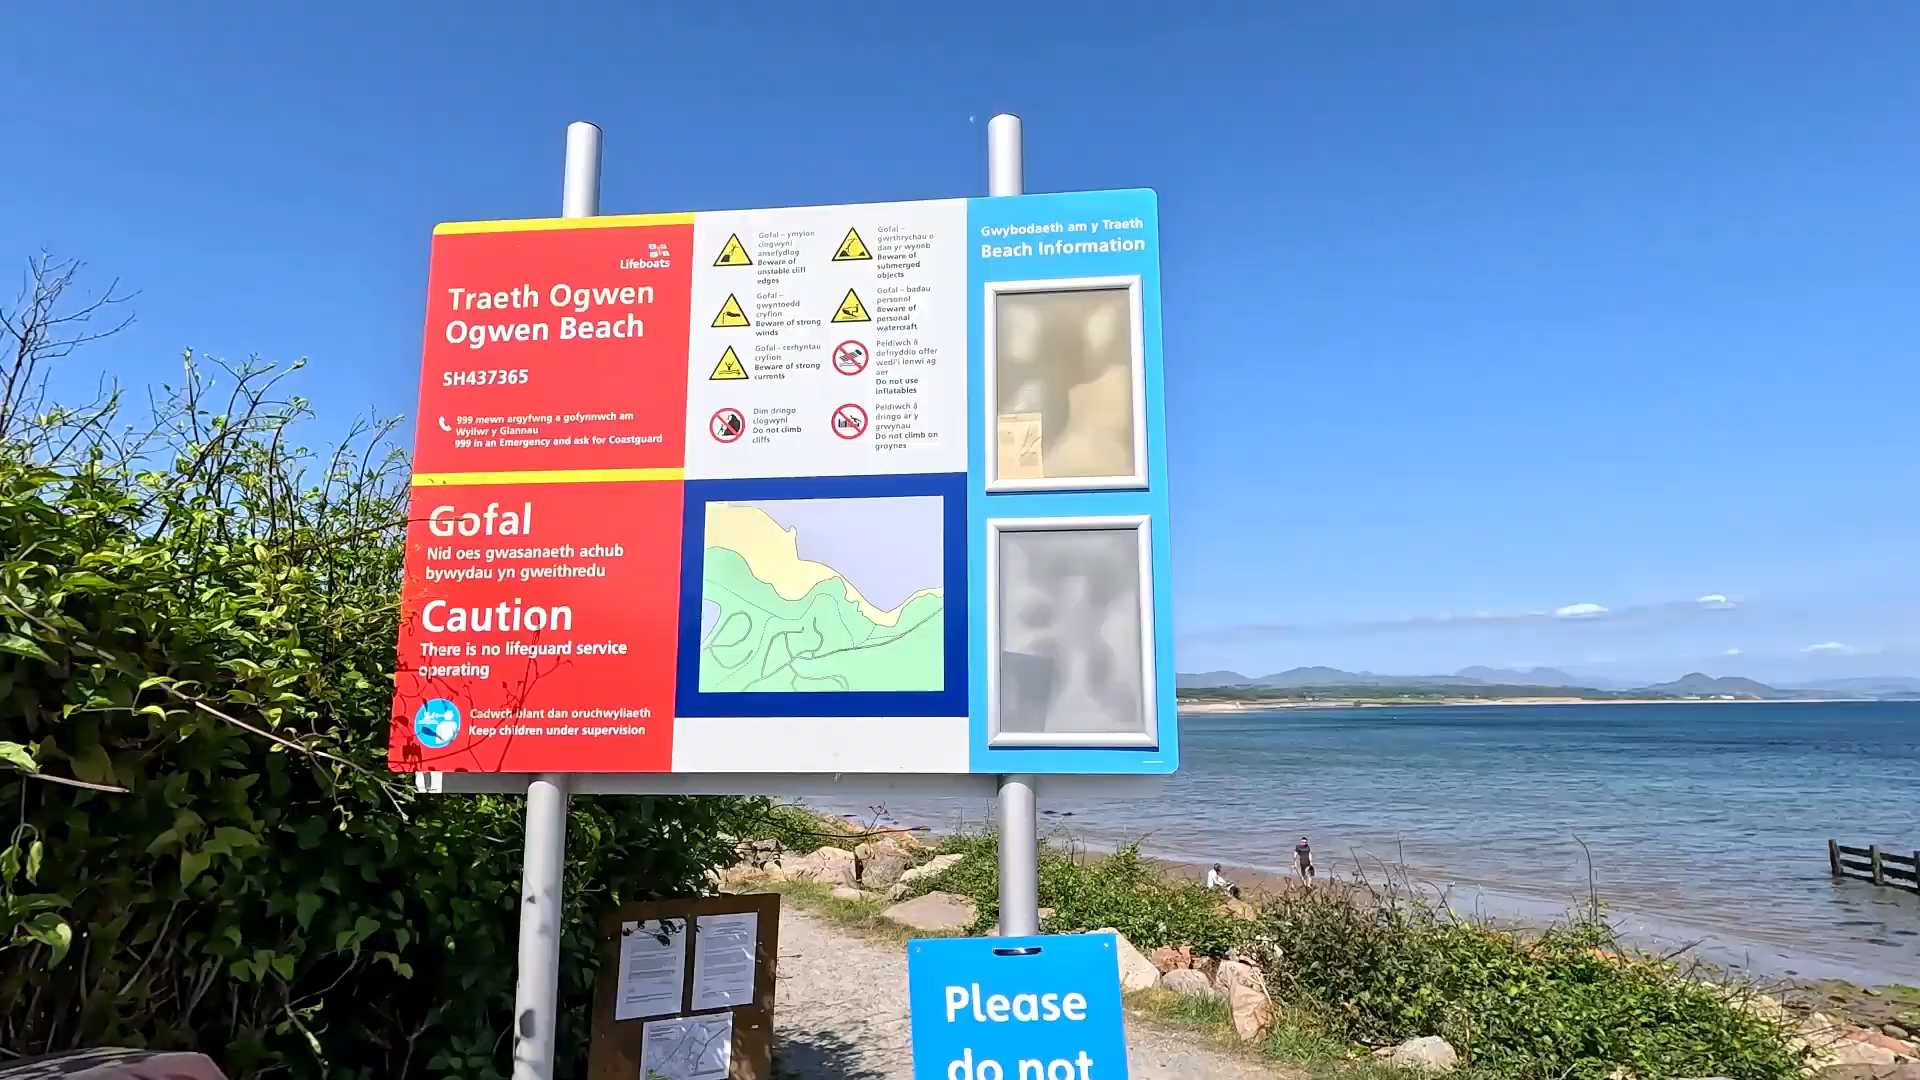 Lifeboats
Traeth Ogwen
Ogwen Beach
SH437365
999 mewn argyfwng a gofynnwch am
Wyliwr y Glannau
999 in an Emergency and ask for Coastguard
Gofal
Nid oes gwasanaeth achub
bywydau yn gweithredu
Caution
There is no lifeguard service
operating
Cadwch blant dan oruchwyliaeth
Keep children under supervision
Gofal – ymylon
clogwyni
ansefydlog
Beware of
unstable cliff
edges
Gofal –
gwrthrychau o
dan yr wyneb
Beware of
submerged
objects
Gofal –
gwyntoedd
cryfion
Beware of strong
winds
Gofal – badau
personol
Beware of
personal
watercraft
Gofal – cerhyntau
cryfion
Beware of strong
currents
Peidiwch â
defnyddio offer
wedi'i lenwi ag
aer
Do not use
inflatables
Dim dringo
clogwyni
Do not climb
cliffs
Peidiwch â
dringo ar y
grwynau
Do not climb on
groynes
Gwybodaeth am y Traeth
Beach Information
Please
do not